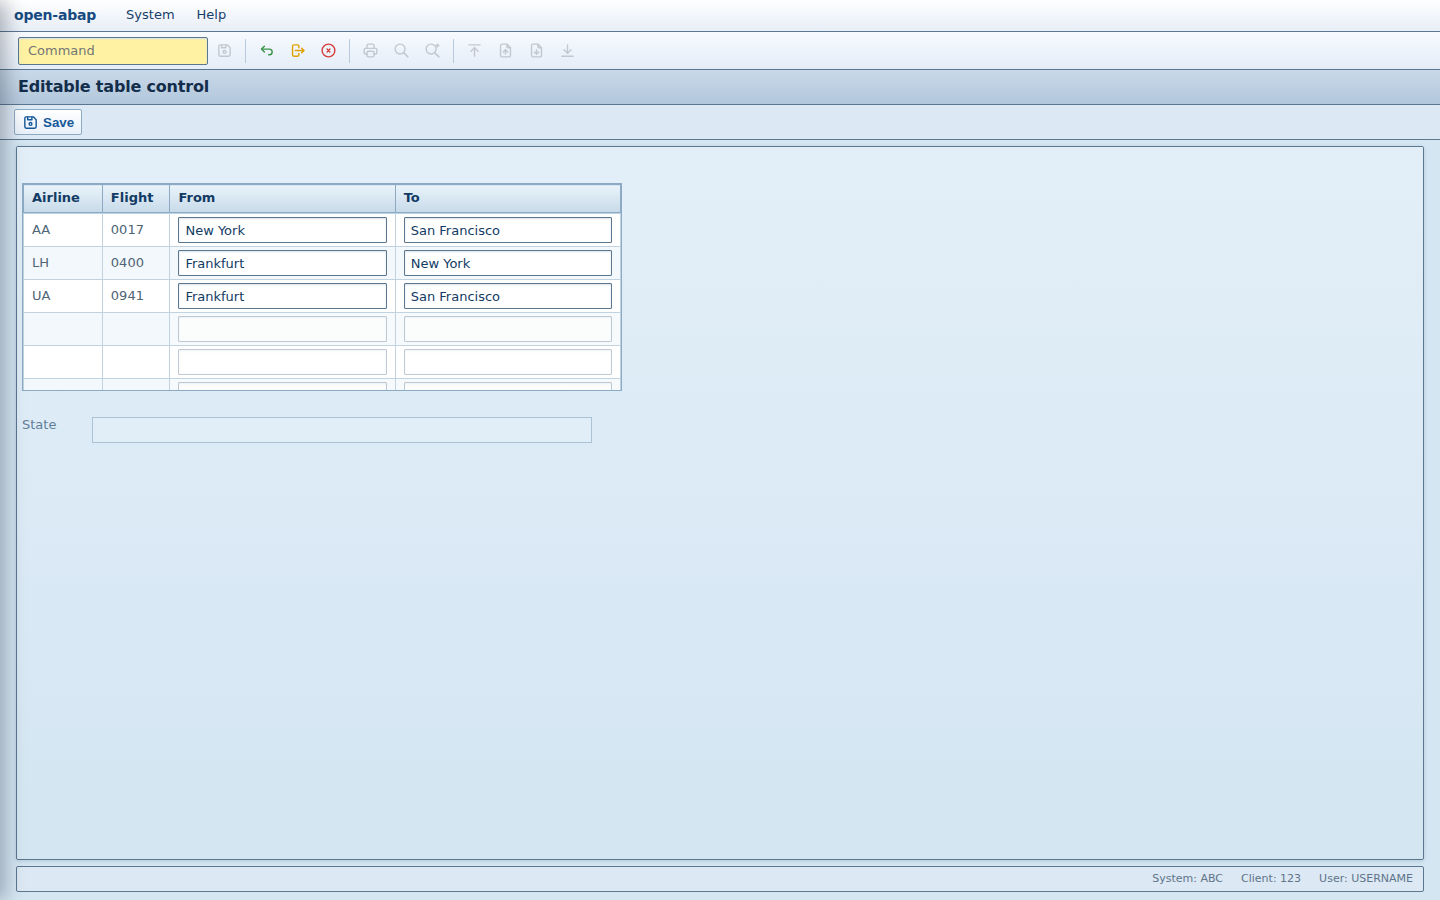 open-abap System Help
Command
Editable table control
Save
Airline Flight From To
AA 0017 New York San Francisco
LH 0400 Frankfurt New York
UA 0941 Frankfurt San Francisco
State
System: ABC Client: 123 User: USERNAME